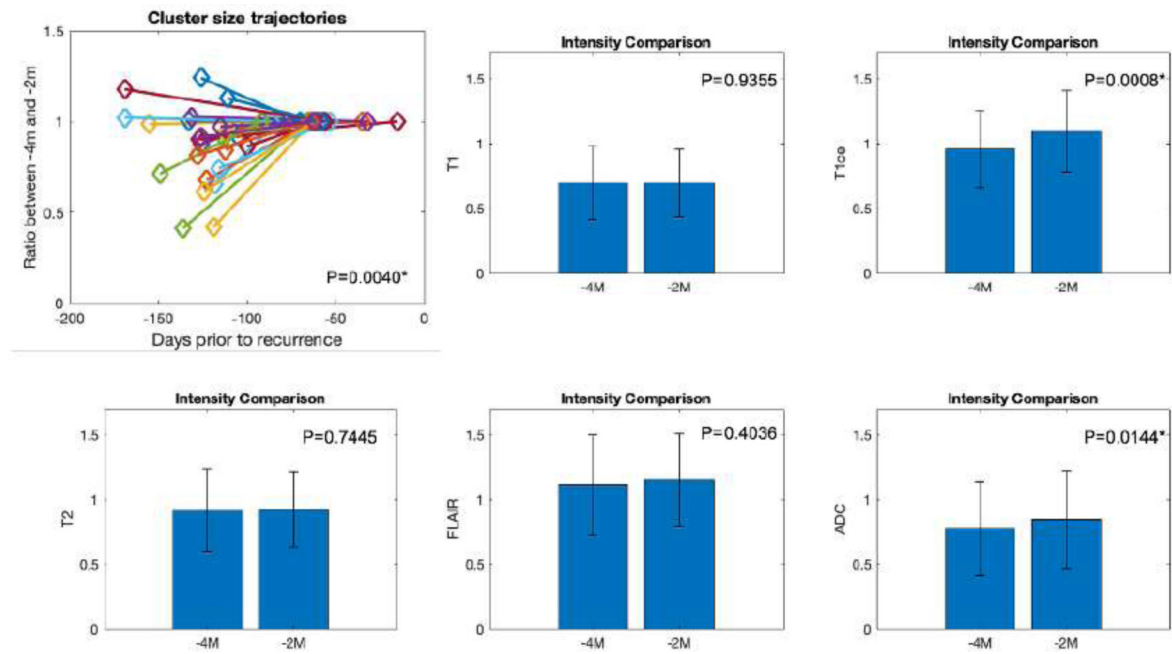 Cluster size trajectories
Ratio between -4m and -2m
1.5
1
0.5
0
P=0.0040*
-200
-150
-100
-50
0
Days prior to recurrence
Intensity Comparison
P=0.9355
T1
1.5
1
0.5
0
-4M
-2M
Intensity Comparison
P=0.0008*
T1ce
1.5
1
0.5
0
-4M
-2M
Intensity Comparison
P=0.7445
T2
1.5
1
0.5
0
-4M
-2M
Intensity Comparison
P=0.4036
FLAIR
1.5
1
0.5
0
-4M
-2M
Intensity Comparison
P=0.0144*
ADC
1.5
1
0.5
0
-4M
-2M